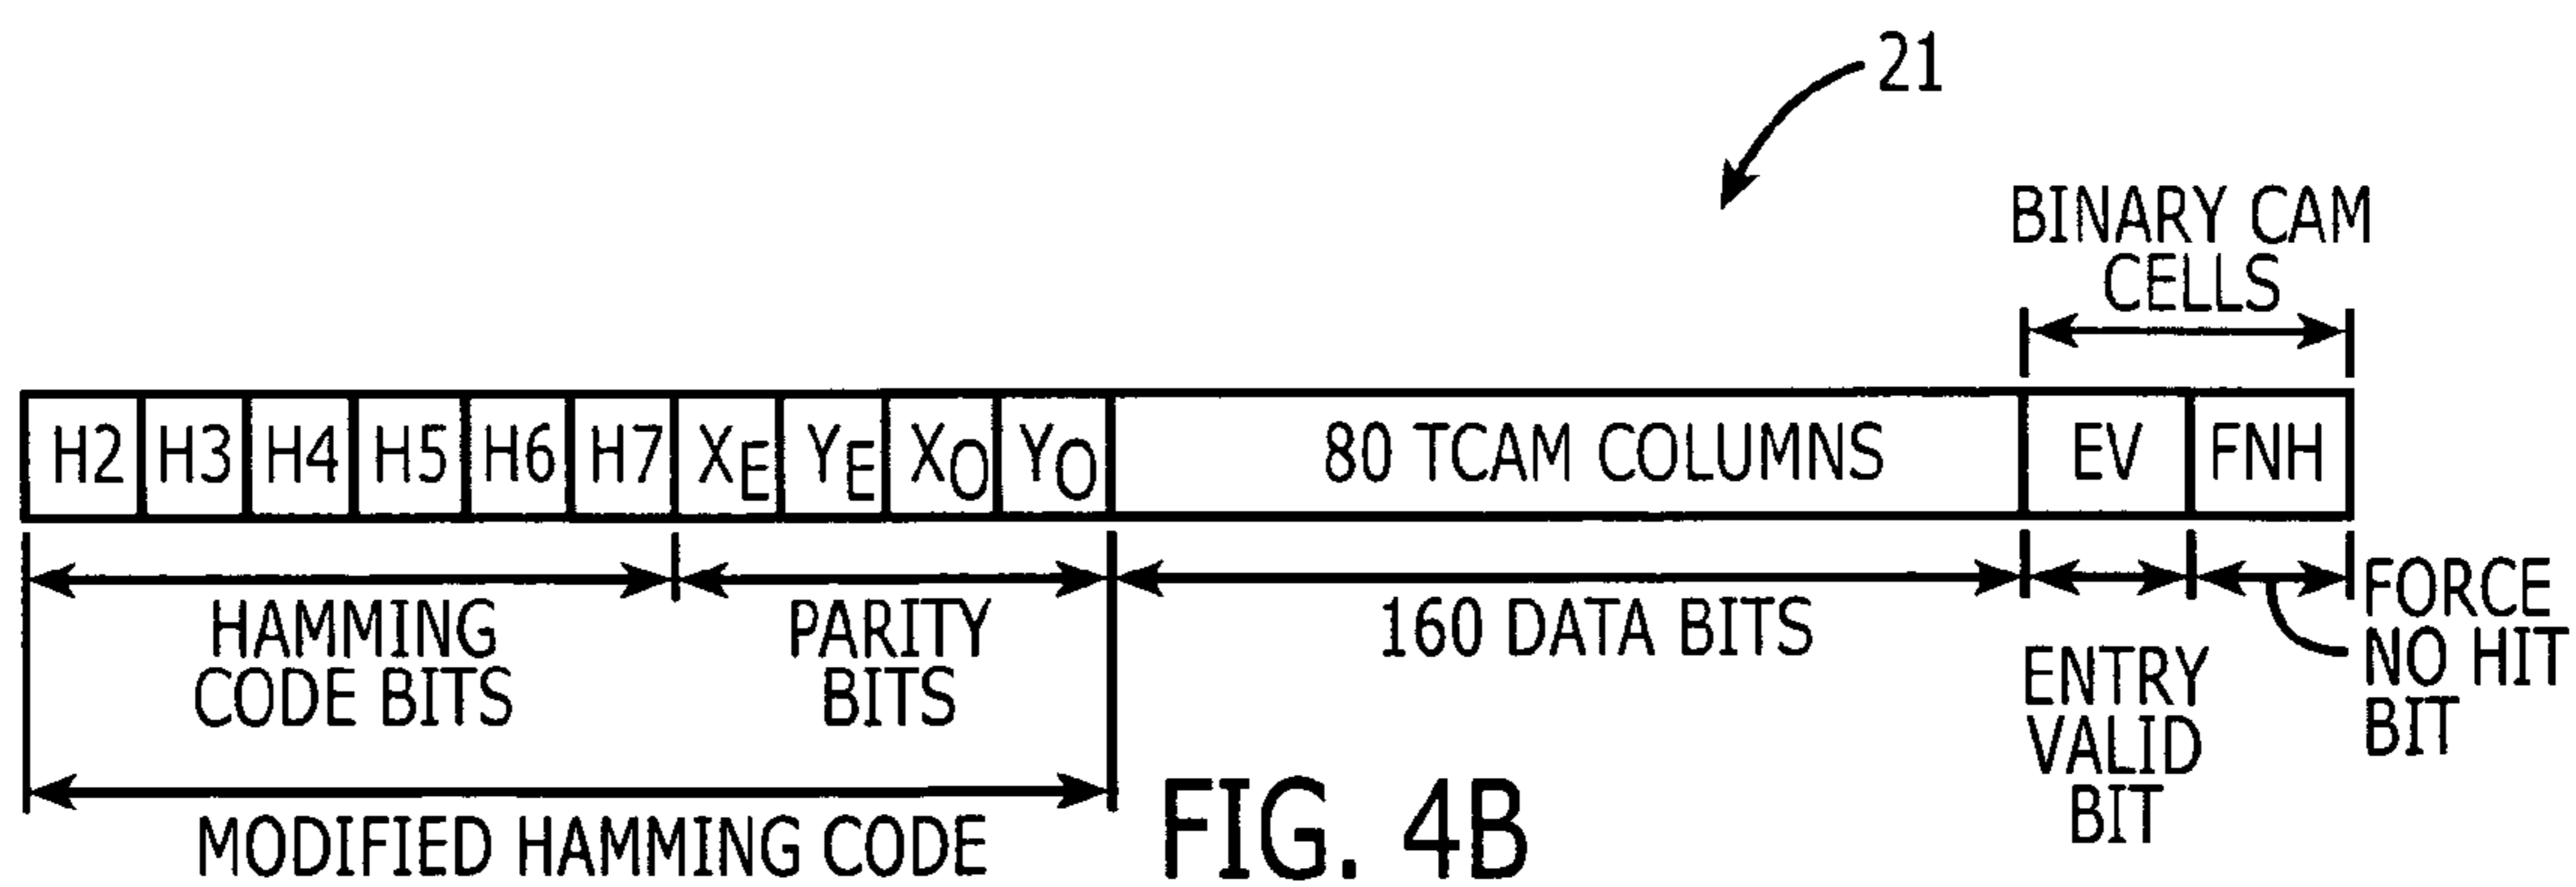 21
BINARY CAM
CELLS
H2 H3 H4 H5 H6 H7 XE YE XO YO 80 TCAM COLUMNS EV FNH
HAMMING
CODE BITS
PARITY
BITS
160 DATA BITS
ENTRY
VALID
BIT
FORCE
NO HIT
BIT
MODIFIED HAMMING CODE
FIG. 4B